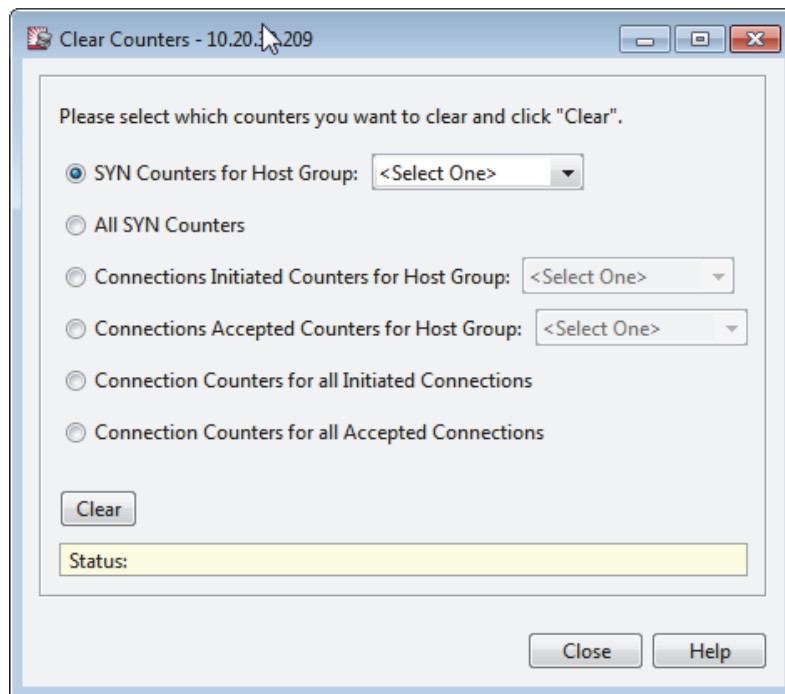 Clear Counters - 10.20. .209
Please select which counters you want to clear and click "Clear".
SYN Counters for Host Group: <Select One>
All SYN Counters
Connections Initiated Counters for Host Group: <Select One>
Connections Accepted Counters for Host Group: <Select One>
Connection Counters for all Initiated Connections
Connection Counters for all Accepted Connections
Clear
Status:
Close Help